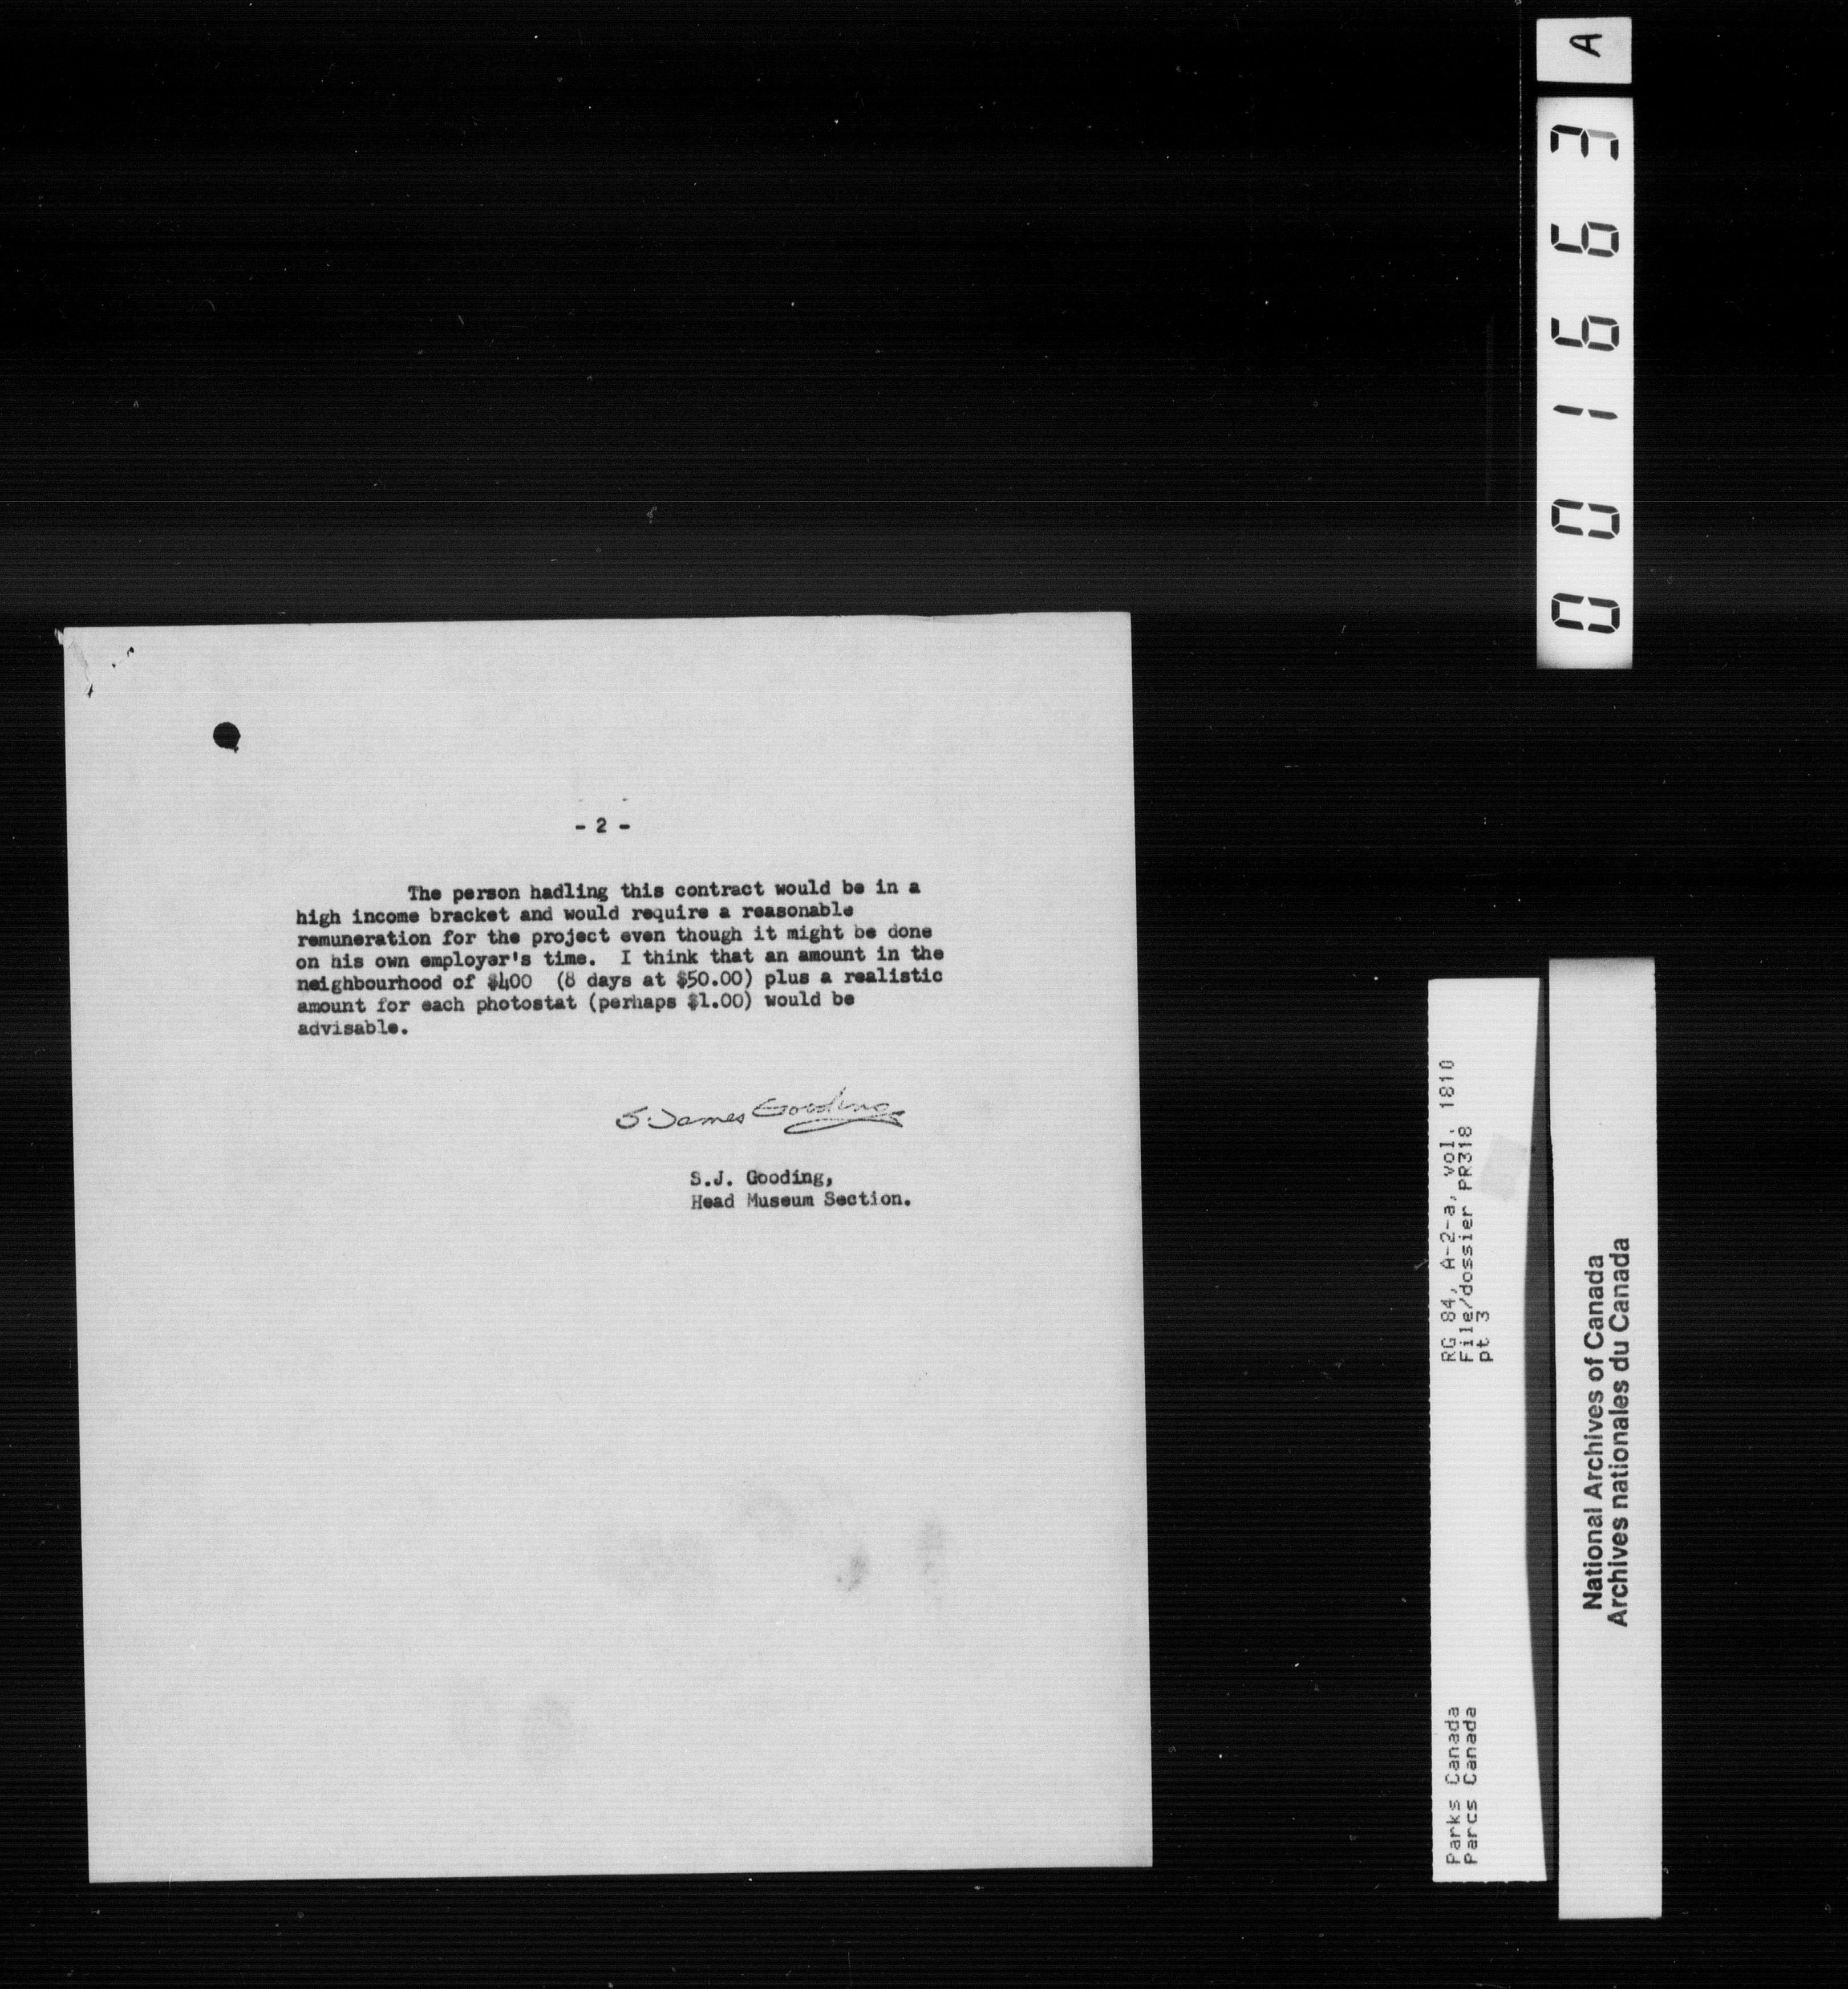 - 2 -
The person hadling this contract would be in a
high income bracket and would require a reasonable
remuneration for the project even though it might be done
on his own employer's time. I think that an amount in the
neighbourhood of $400 (8 days at $50.00) plus a realistic
amount for each photostat (perhaps $1.00) would be
advisable.
S. James Gooding
S.J. Gooding,
Head Museum Section.
001663 A
RG 84, A-2-a, vol. 1810
File/dossier PR318
pt 3
Parks Canada
Parcs Canada
National Archives of Canada
Archives nationales du Canada